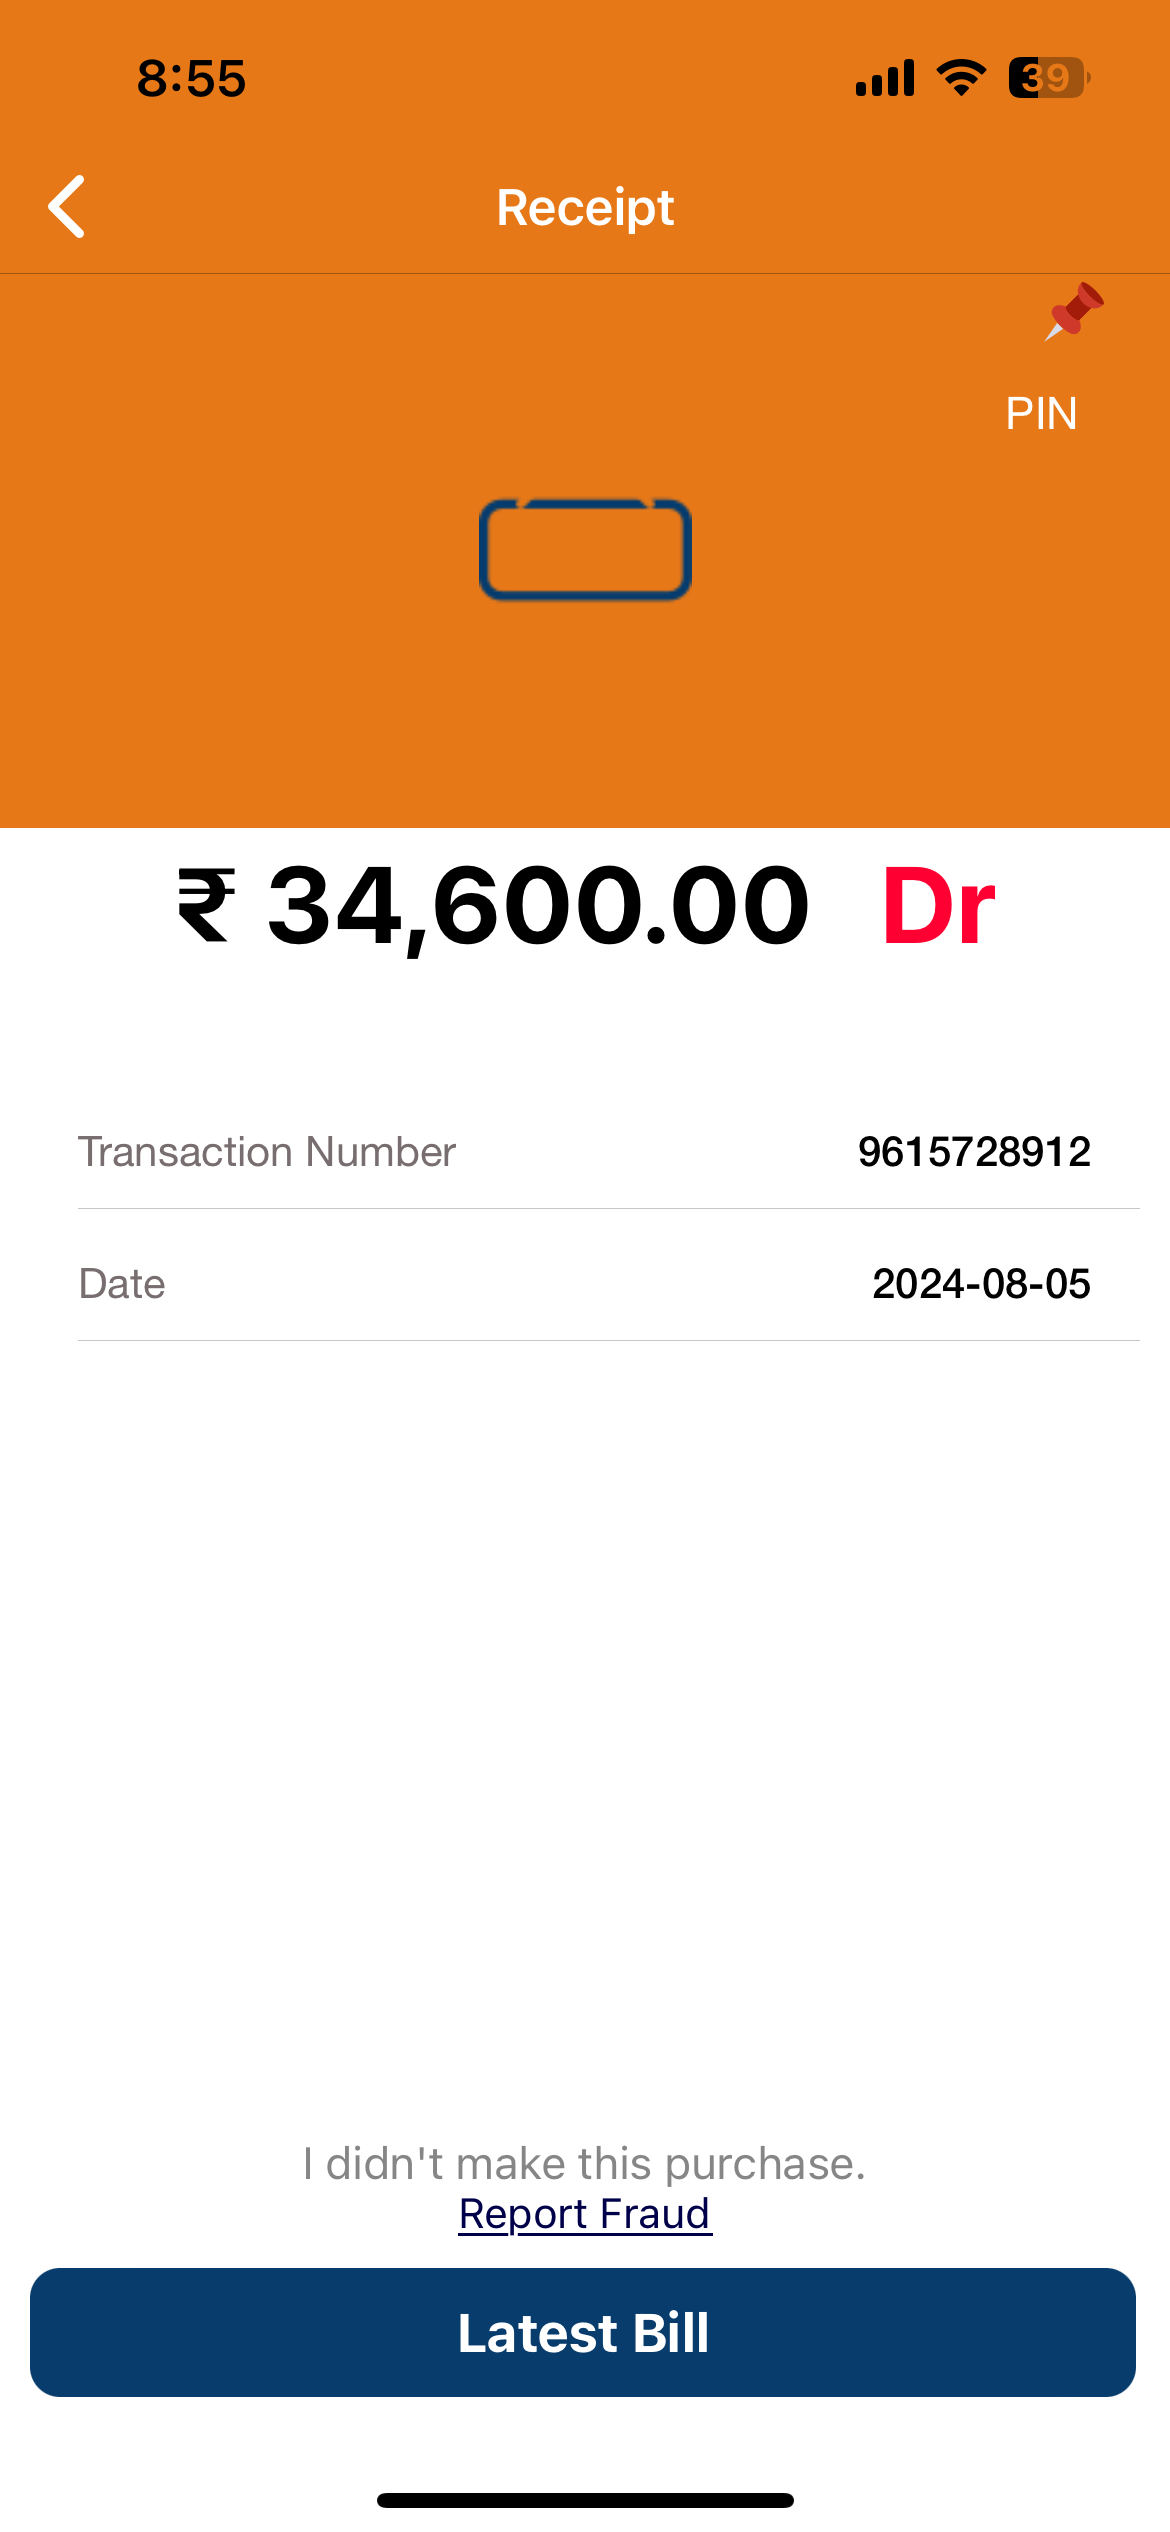 8:55
39
Receipt
PIN
₹ 34,600.00 Dr
Transaction Number 9615728912
Date 2024-08-05
I didn't make this purchase.
Report Fraud
Latest Bill